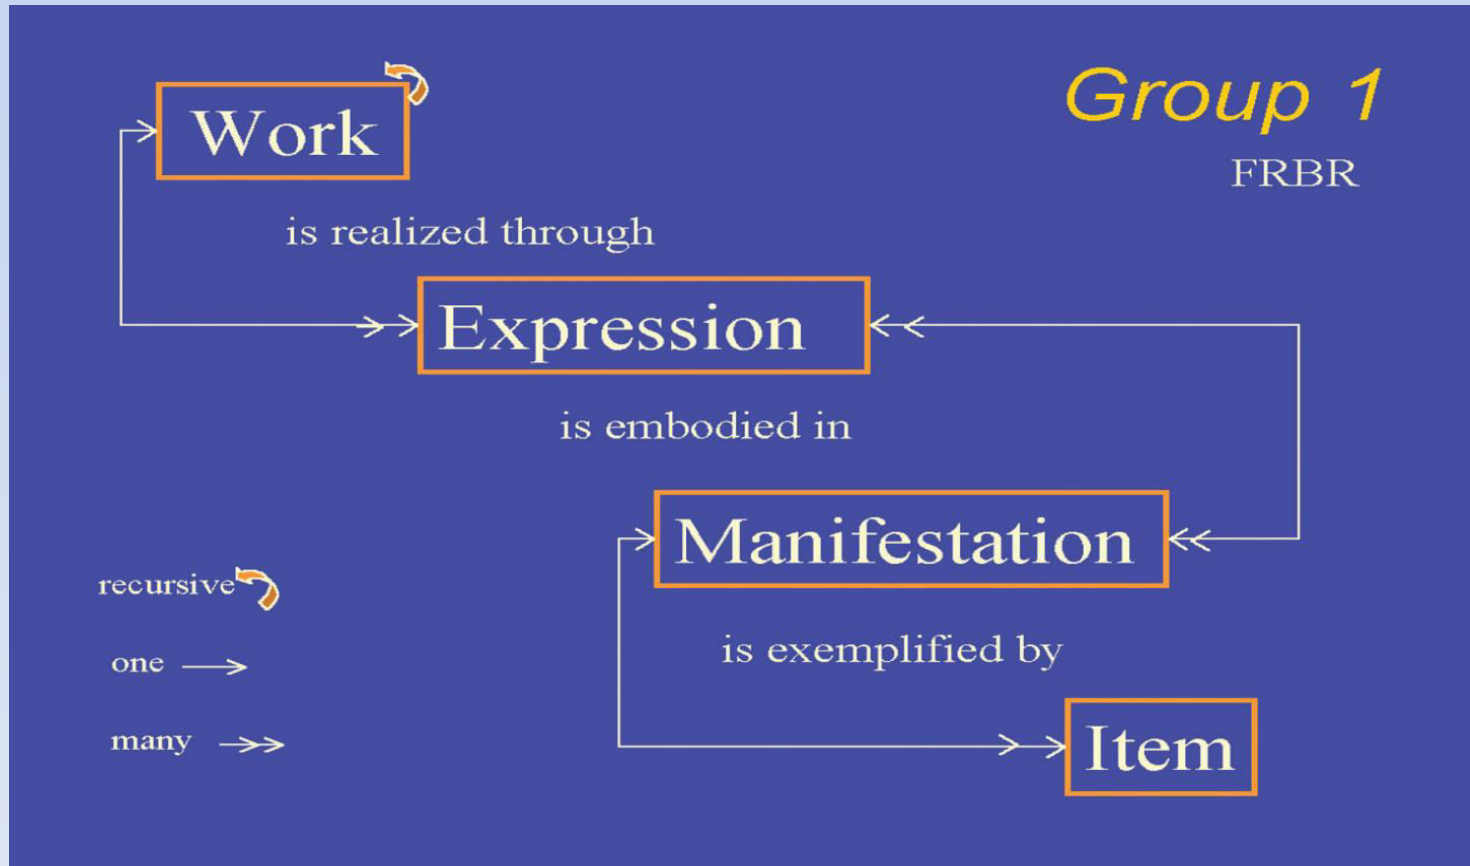 Group 1
FRBR
Work
is realized through
Expression
is embodied in
Manifestation
is exemplified by
Item
recursive
one
many